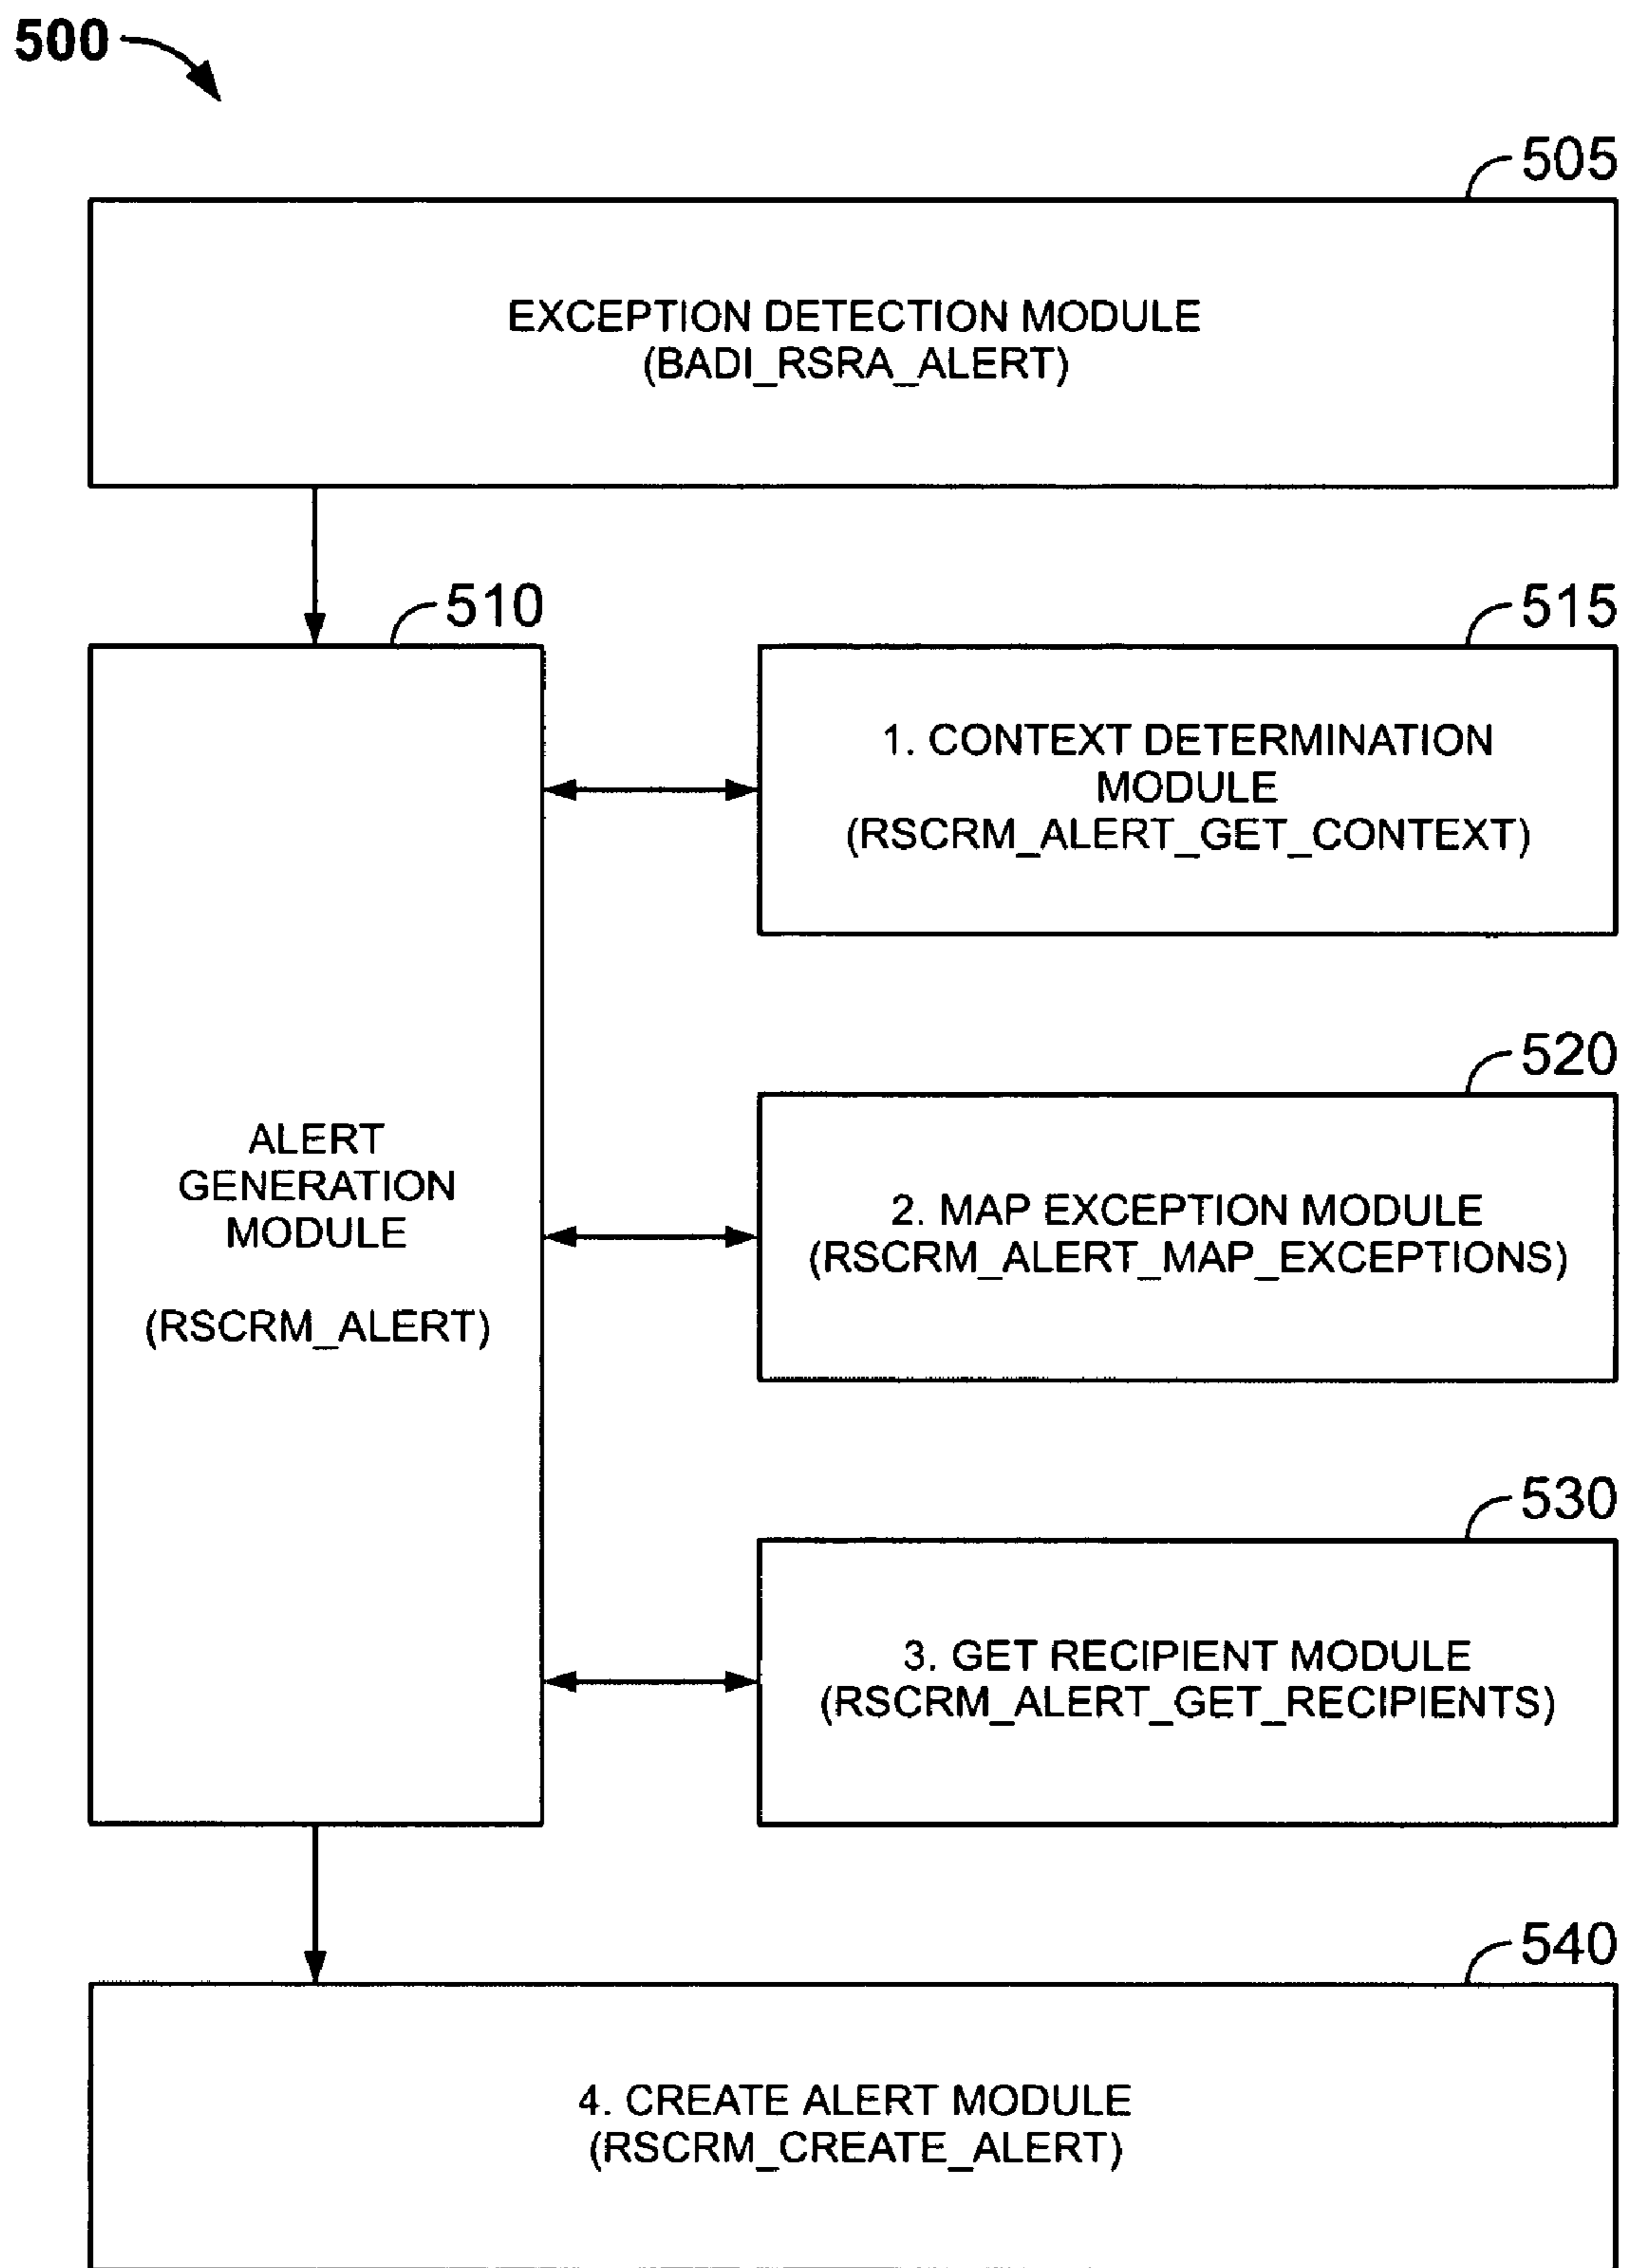 500
505
EXCEPTION DETECTION MODULE
(BADI_RSRA_ALERT)
510
515
1. CONTEXT DETERMINATION
MODULE
(RSCRM_ALERT_GET_CONTEXT)
520
ALERT
GENERATION
MODULE
(RSCRM_ALERT)
2. MAP EXCEPTION MODULE
(RSCRM_ALERT_MAP_EXCEPTIONS)
530
3. GET RECIPIENT MODULE
(RSCRM_ALERT_GET_RECIPIENTS)
540
4. CREATE ALERT MODULE
(RSCRM_CREATE_ALERT)